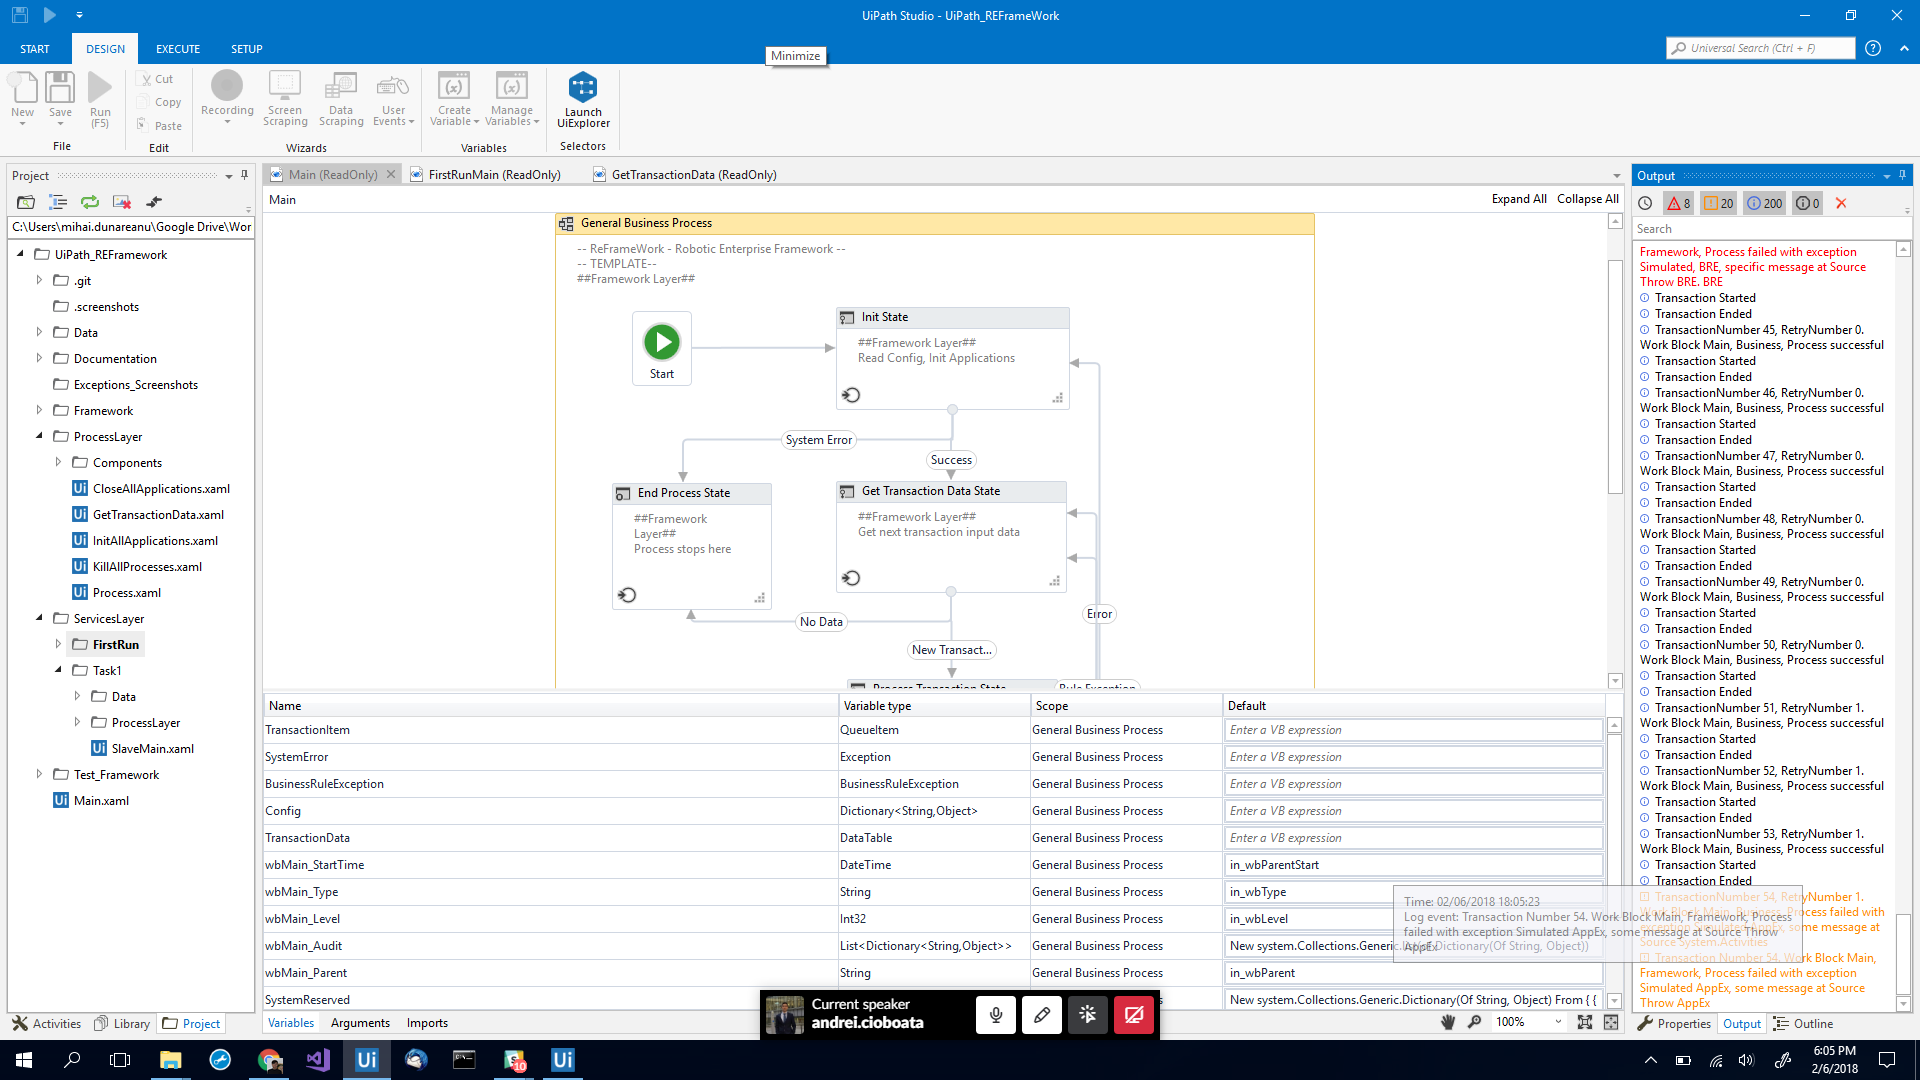 UiPath Studio - UiPath_REFrameWork
START
DESIGN
EXECUTE
SETUP
Minimize
Universal Search (Ctrl + F)
New
Save
Run
(F5)
File
Cut
Copy
Paste
Edit
Recording
Screen
Scraping
Data
Scraping
User
Events
Wizards
Create
Variable
Manage
Variables
Variables
Launch
UiExplorer
Selectors
Project
C:\Users\mihai.dunareanu\Google Drive\Wor
UiPath_REFramework
.git
.screenshots
Data
Documentation
Exceptions_Screenshots
Framework
ProcessLayer
Components
CloseAllApplications.xaml
GetTransactionData.xaml
InitAllApplications.xaml
KillAllProcesses.xaml
Process.xaml
ServicesLayer
FirstRun
Task1
Data
ProcessLayer
SlaveMain.xaml
Test_Framework
Main.xaml
Activities
Library
Project
Main (ReadOnly)
FirstRunMain (ReadOnly)
GetTransactionData (ReadOnly)
Main
Expand All
Collapse All
General Business Process
-- ReFrameWork - Robotic Enterprise Framework --
-- TEMPLATE--
##Framework Layer##
Start
Init State
##Framework Layer##
Read Config, Init Applications
System Error
Success
End Process State
##Framework
Layer##
Process stops here
Get Transaction Data State
##Framework Layer##
Get next transaction input data
No Data
Error
New Transact...
Process Transaction State
Rule Exception
Name Variable type Scope Default
TransactionItem QueueItem General Business Process Enter a VB expression
SystemError Exception General Business Process Enter a VB expression
BusinessRuleException BusinessRuleException General Business Process Enter a VB expression
Config Dictionary<String,Object> General Business Process Enter a VB expression
TransactionData DataTable General Business Process Enter a VB expression
wbMain_StartTime DateTime General Business Process in_wbParentStart
wbMain_Type String General Business Process in_wbType
wbMain_Level Int32 General Business Process in_wbLevel
wbMain_Audit List<Dictionary<String,Object>> General Business Process New system.Collections.Generic.List(of Dictionary(Of String, Object))
wbMain_Parent String General Business Process in_wbParent
SystemReserved New system.Collections.Generic.Dictionary(Of String, Object) From { {
Variables
Arguments
Imports
100%
Current speaker
andrei.cioboata
Output
8
20
200
0
Search
Framework, Process failed with exception
Simulated, BRE, specific message at Source
Throw BRE. BRE
Transaction Started
Transaction Ended
TransactionNumber 45, RetryNumber 0.
Work Block Main, Business, Process successful
Transaction Started
Transaction Ended
TransactionNumber 46, RetryNumber 0.
Work Block Main, Business, Process successful
Transaction Started
Transaction Ended
TransactionNumber 47, RetryNumber 0.
Work Block Main, Business, Process successful
Transaction Started
Transaction Ended
TransactionNumber 48, RetryNumber 0.
Work Block Main, Business, Process successful
Transaction Started
Transaction Ended
TransactionNumber 49, RetryNumber 0.
Work Block Main, Business, Process successful
Transaction Started
Transaction Ended
TransactionNumber 50, RetryNumber 0.
Work Block Main, Business, Process successful
Transaction Started
Transaction Ended
TransactionNumber 51, RetryNumber 1.
Work Block Main, Business, Process successful
Transaction Started
Transaction Ended
TransactionNumber 52, RetryNumber 1.
Work Block Main, Business, Process successful
Transaction Started
Transaction Ended
TransactionNumber 53, RetryNumber 1.
Work Block Main, Business, Process successful
Transaction Started
Transaction Ended
TransactionNumber 54, RetryNumber 1.
Work Block Main, Business, Process failed with
exception Simulated AppEx, some message at
Source System.Activities
Transaction Number 54. Work Block Main,
Framework, Process failed with exception
Simulated AppEx, some message at Source
Throw AppEx
Time: 02/06/2018 18:05:23
Log event: Transaction Number 54. Work Block Main, Framework, Process
failed with exception Simulated AppEx, some message at Source Throw
AppEx
Properties
Output
Outline
10
6:05 PM
2/6/2018